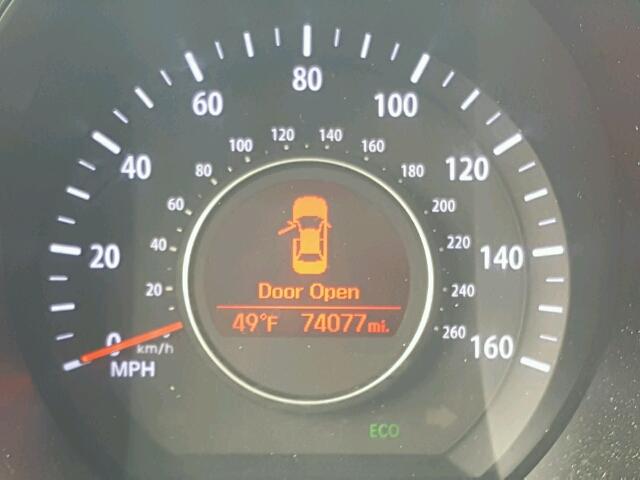 80
60 100
120 140
100 160
40 80 180 120
60 200
40 220
20 140
Door Open
20 240
49°F 74077mi.
260
0 km/h 160
MPH
ECO